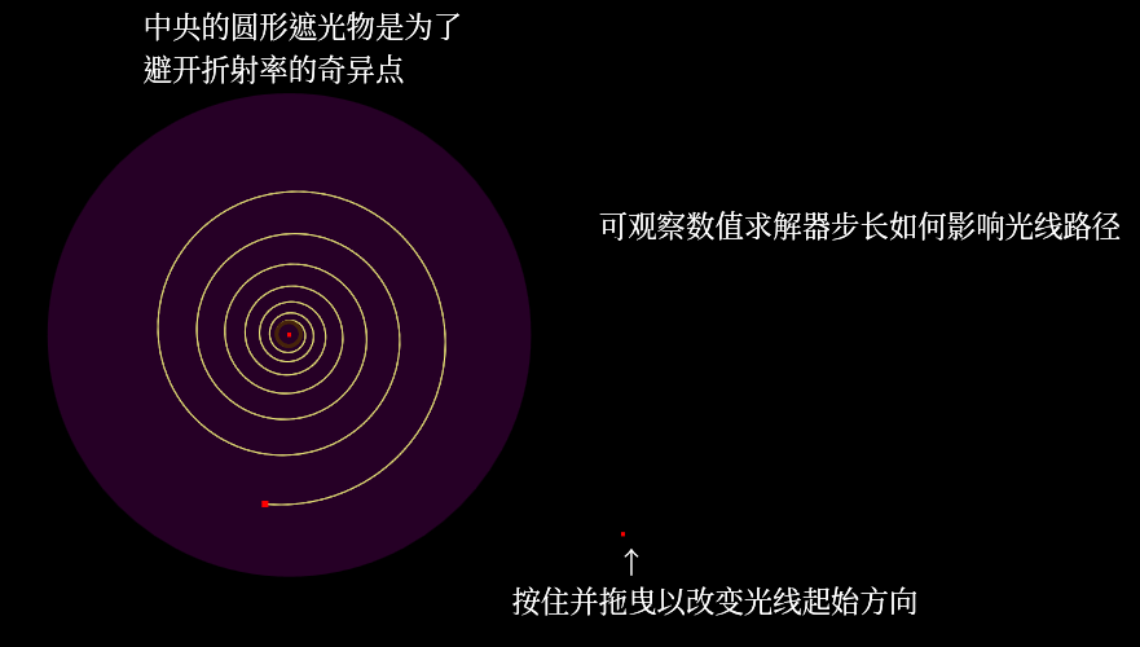 中央的圆形遮光物是为了
避开折射率的奇异点
可观察数值求解器步长如何影响光线路径
↑
按住并拖曳以改变光线起始方向